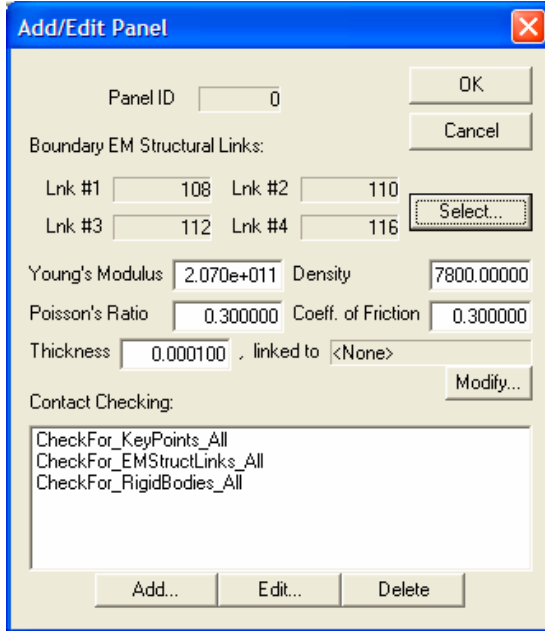 Add/Edit Panel
Panel ID 0
OK
Cancel
Boundary EM Structural Links:
Lnk #1 108 Lnk #2 110
Select...
Lnk #3 112 Lnk #4 116
Young's Modulus 2.070e+011 Density 7800.00000
Poisson's Ratio 0.300000 Coeff. of Friction 0.300000
Thickness 0.000100 , linked to <None>
Modify...
Contact Checking:
CheckFor_KeyPoints_All
CheckFor_EMStructLinks_All
CheckFor_RigidBodies_All
Add... Edit... Delete